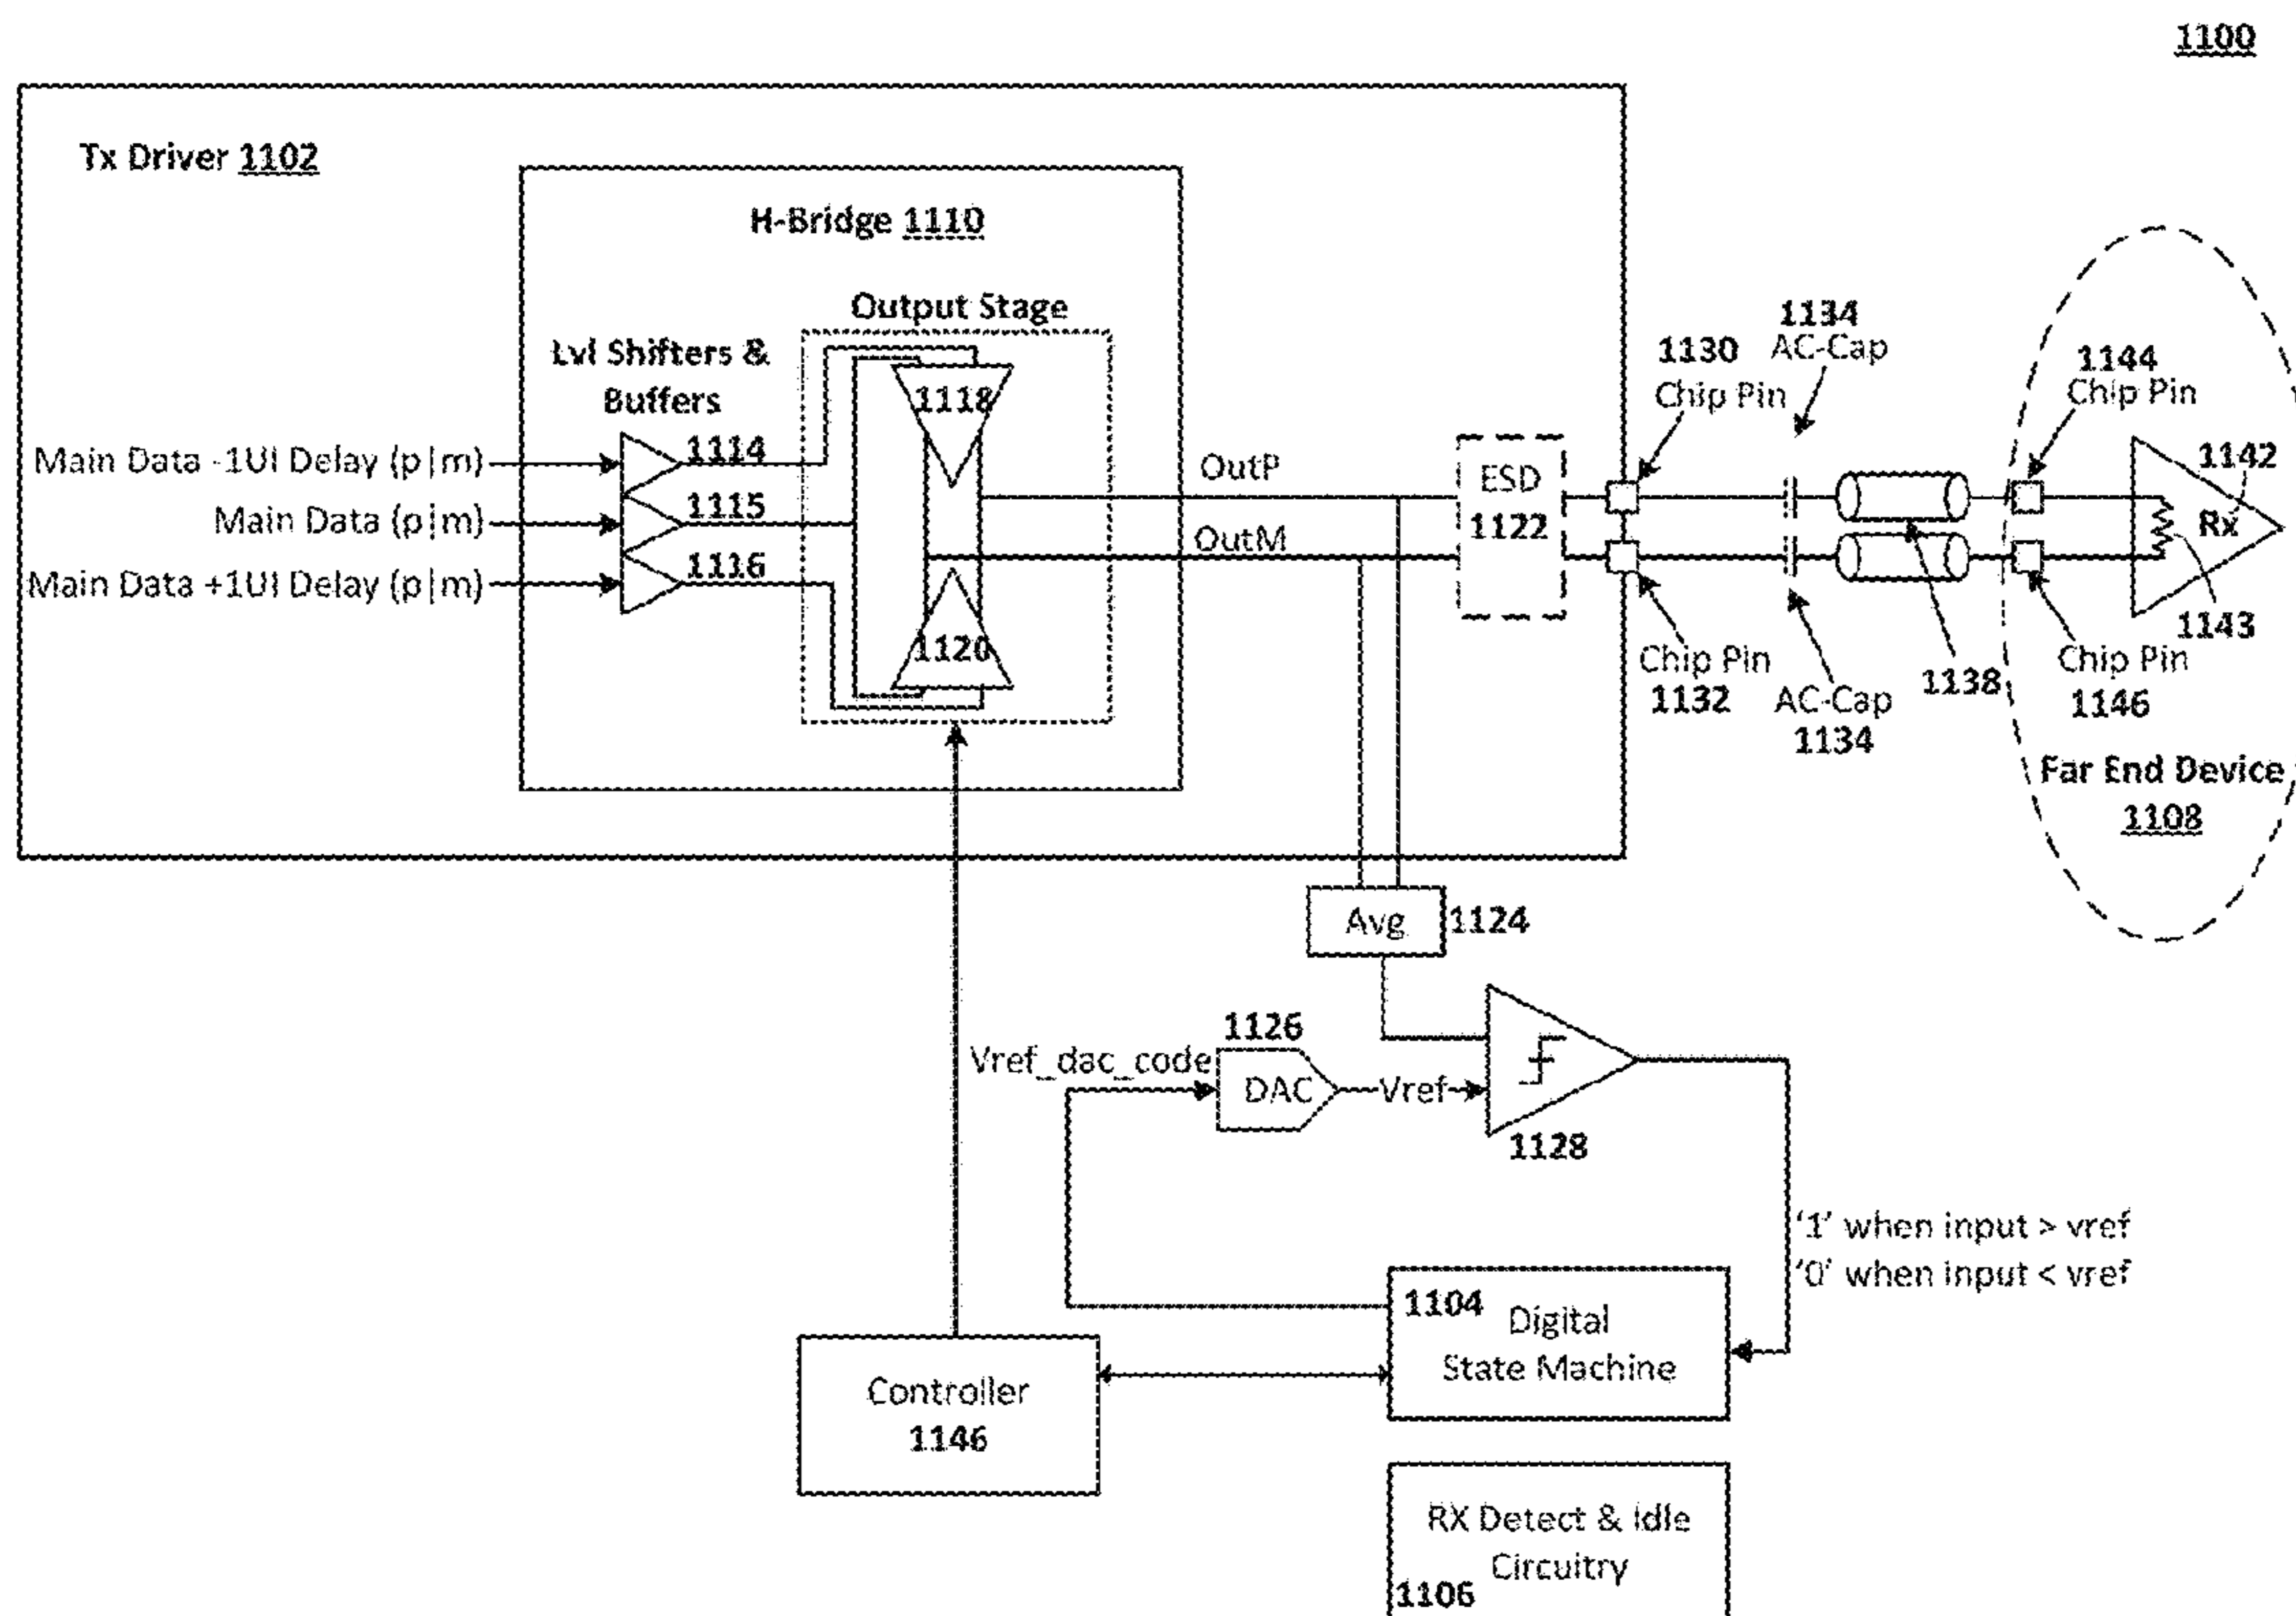 1100
Tx Driver 1102
H-Bridge 1110
Output Stage
Lvl Shifters &
Buffers
1118
1114
1115
1116
1120
Main Data -1UI Delay (p|m)
Main Data (p|m)
Main Data +1UI Delay (p|m)
OutP
OutM
ESD
1122
1130
Chip Pin
1134
AC-Cap
1144
Chip Pin
1142
Rx
1143
Chip Pin
1132
AC-Cap
1134
1138
Chip Pin
1146
Far End Device
1108
Avg
1124
1126
Vref_dac_code
DAC
Vref
1128
'1' when input > vref
'0' when input < vref
1104
Digital
State Machine
Controller
1146
RX Detect & Idle
Circuitry
1106